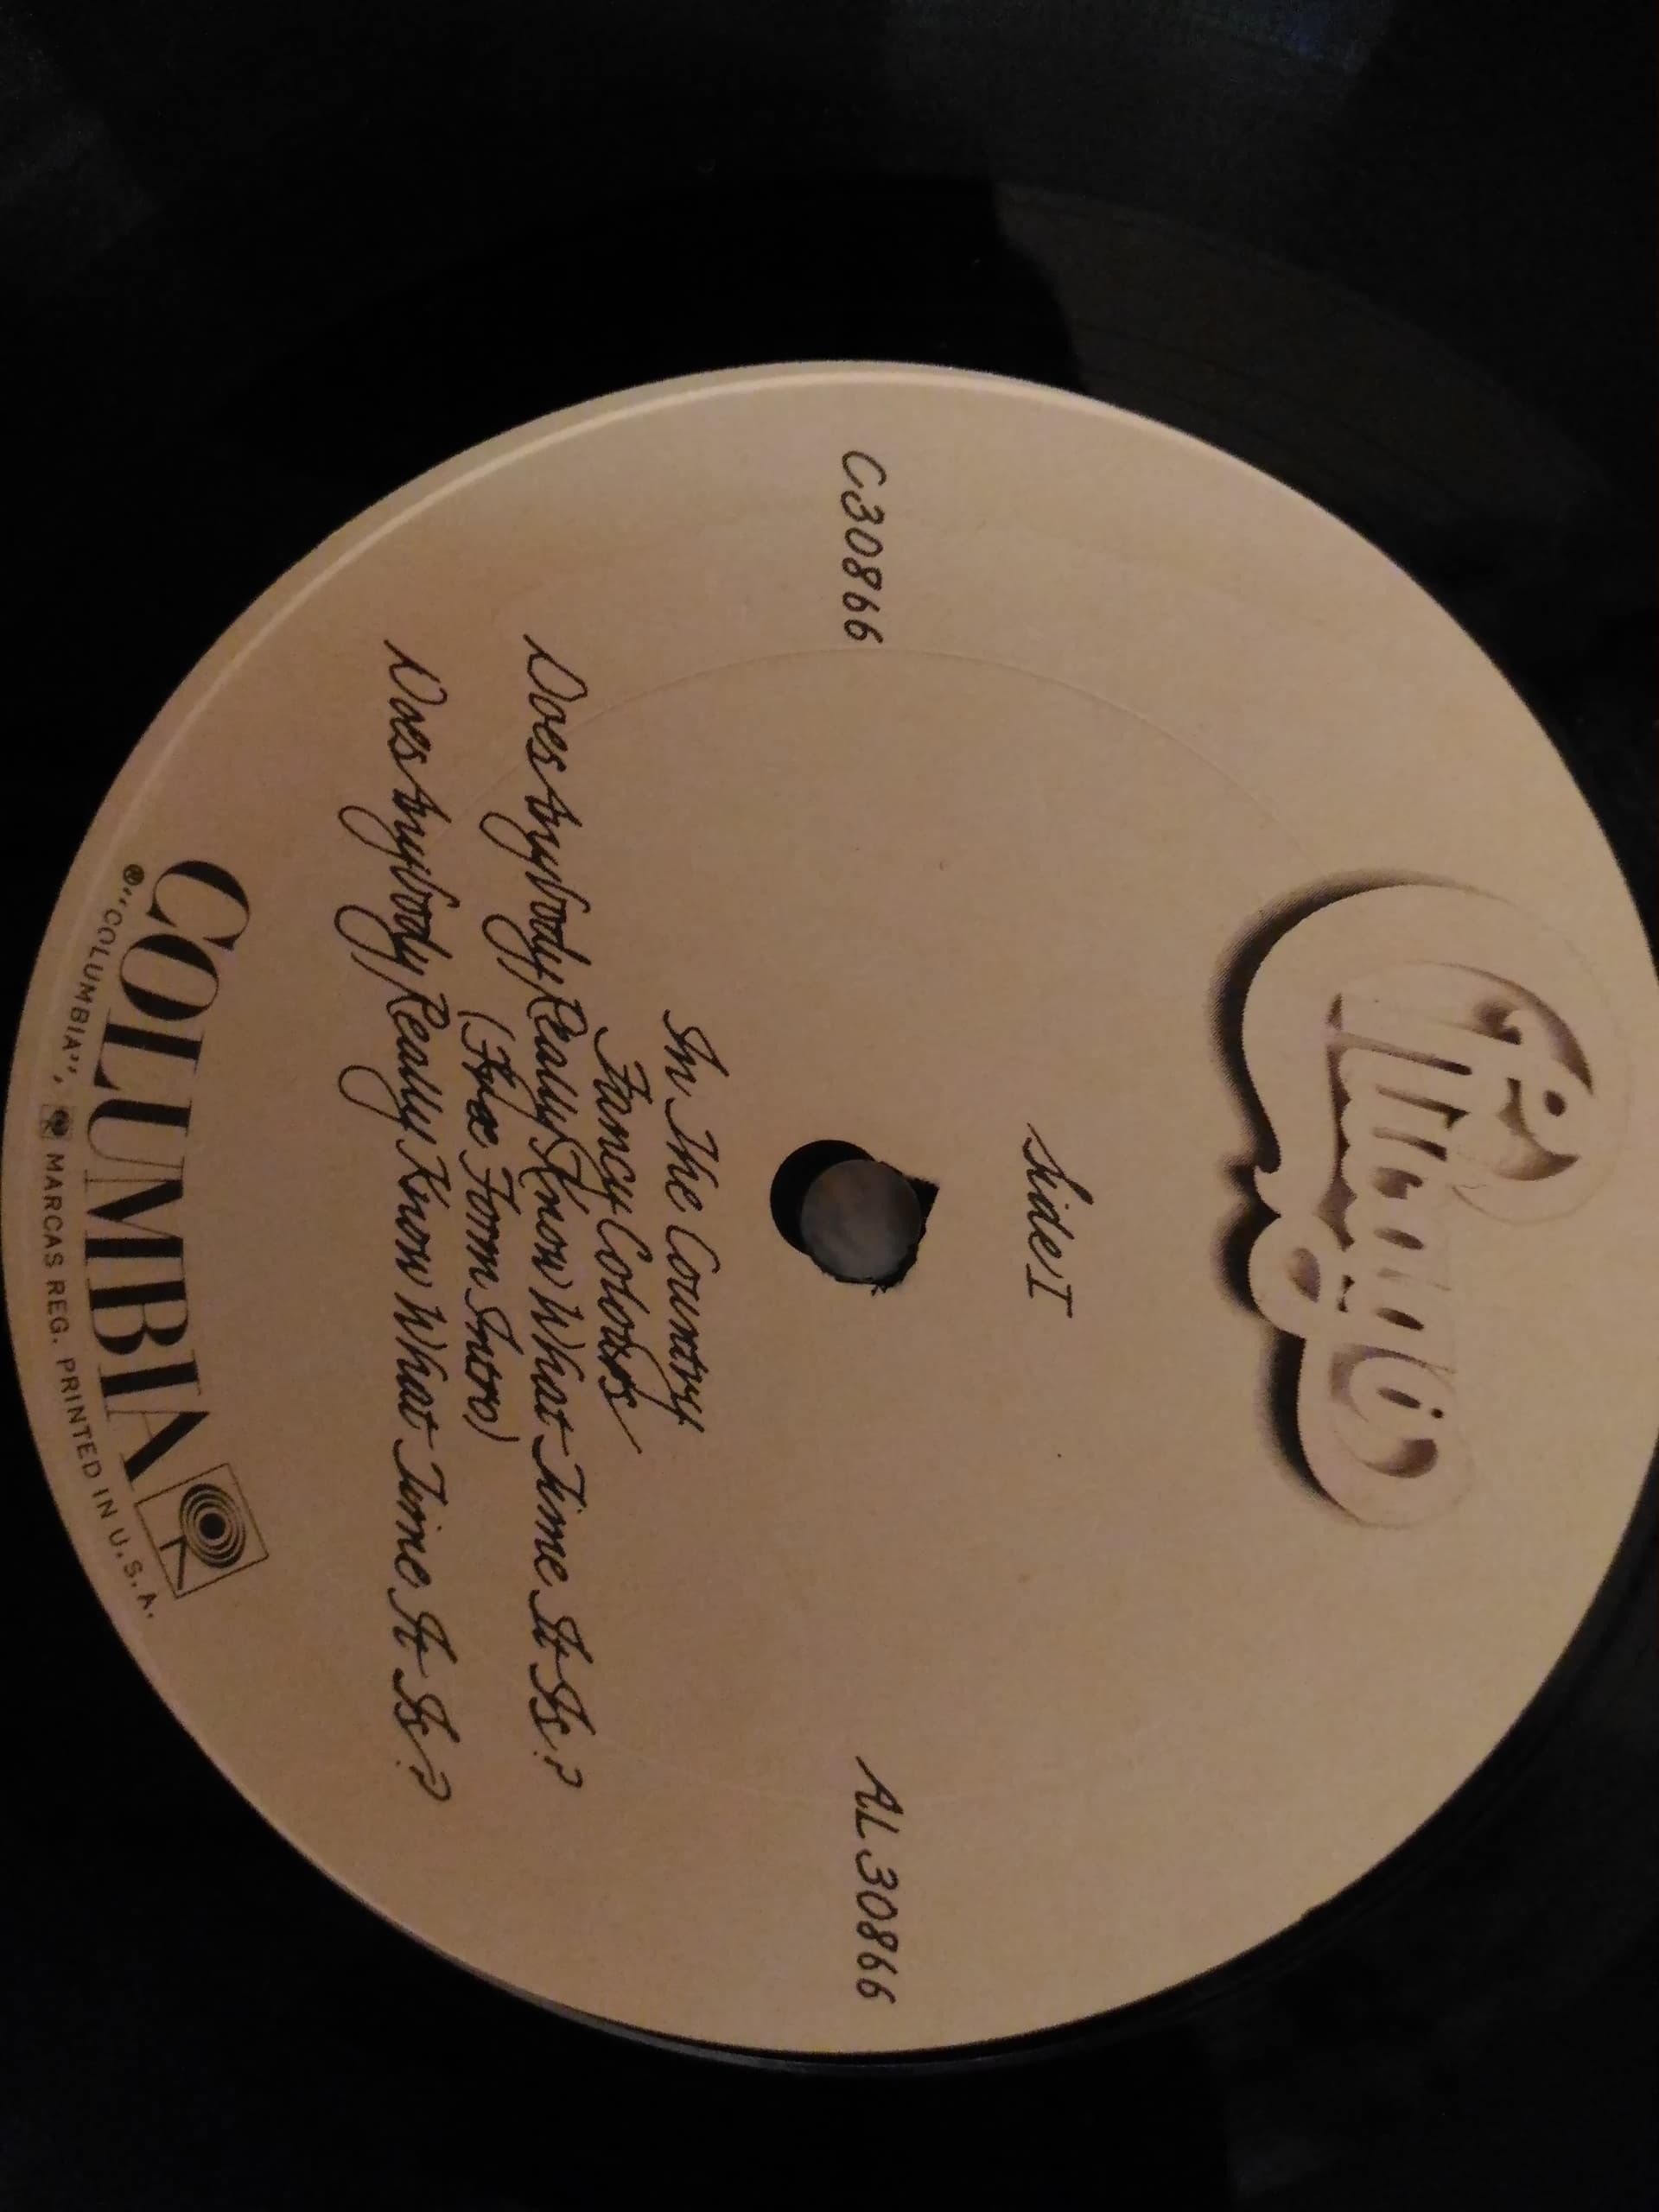 Chicago
Side I
C30866
AL 30866
In The Country
Fancy Colours
Does Anybody Really Know What Time It Is?
(Free Form Intro)
Does Anybody Really Know What Time It Is?
COLUMBIA
® "COLUMBIA", MARCAS REG. PRINTED IN U.S.A.